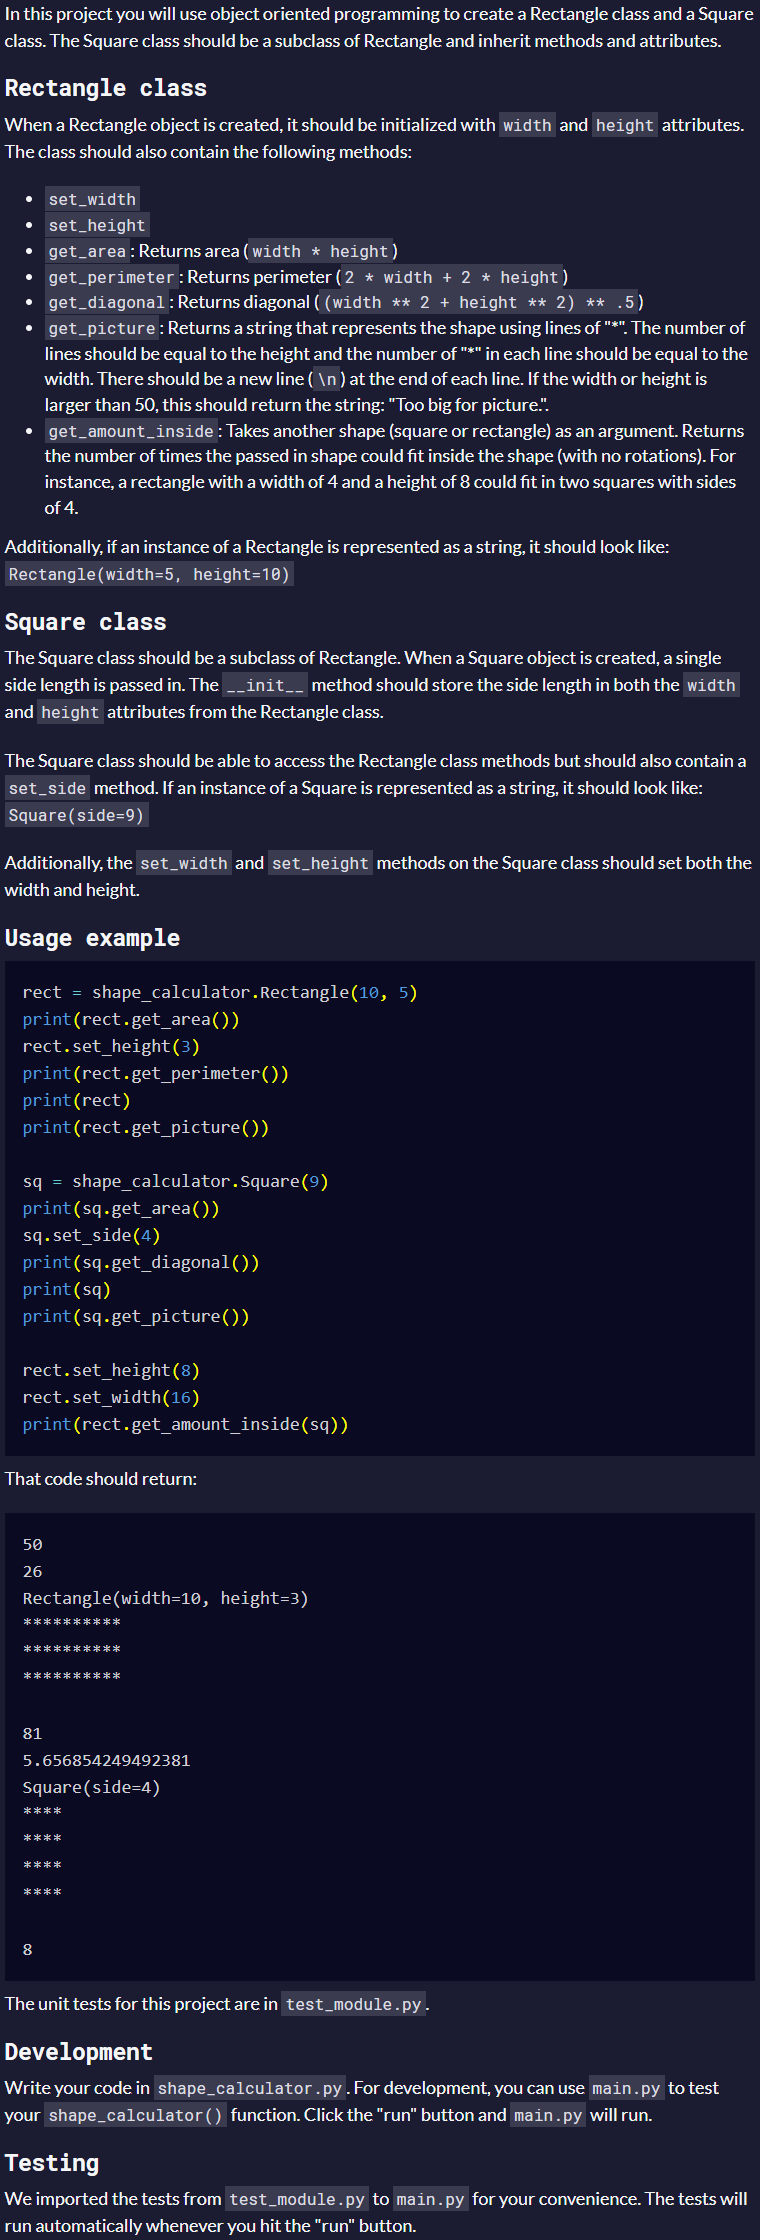 In this project you will use object oriented programming to create a Rectangle class and a Square
class. The Square class should be a subclass of Rectangle and inherit methods and attributes.
Rectangle class
When a Rectangle object is created, it should be initialized with width and height attributes.
The class should also contain the following methods:
• set_width
• set_height
• get_area: Returns area (width * height)
• get_perimeter: Returns perimeter (2 * width + 2 * height)
• get_diagonal: Returns diagonal ((width ** 2 + height ** 2) ** .5)
• get_picture: Returns a string that represents the shape using lines of "*". The number of
lines should be equal to the height and the number of "*" in each line should be equal to the
width. There should be a new line (\n) at the end of each line. If the width or height is
larger than 50, this should return the string: "Too big for picture.".
• get_amount_inside: Takes another shape (square or rectangle) as an argument. Returns
the number of times the passed in shape could fit inside the shape (with no rotations). For
instance, a rectangle with a width of 4 and a height of 8 could fit in two squares with sides
of 4.
Additionally, if an instance of a Rectangle is represented as a string, it should look like:
Rectangle(width=5, height=10)
Square class
The Square class should be a subclass of Rectangle. When a Square object is created, a single
side length is passed in. The __init__ method should store the side length in both the width
and height attributes from the Rectangle class.
The Square class should be able to access the Rectangle class methods but should also contain a
set_side method. If an instance of a Square is represented as a string, it should look like:
Square(side=9)
Additionally, the set_width and set_height methods on the Square class should set both the
width and height.
Usage example
rect = shape_calculator.Rectangle(10, 5)
print(rect.get_area())
rect.set_height(3)
print(rect.get_perimeter())
print(rect)
print(rect.get_picture())
sq = shape_calculator.Square(9)
print(sq.get_area())
sq.set_side(4)
print(sq.get_diagonal())
print(sq)
print(sq.get_picture())
rect.set_height(8)
rect.set_width(16)
print(rect.get_amount_inside(sq))
That code should return:
50
26
Rectangle(width=10, height=3)
**********
**********
**********
81
5.656854249492381
Square(side=4)
****
****
****
****
8
The unit tests for this project are in test_module.py.
Development
Write your code in shape_calculator.py. For development, you can use main.py to test
your shape_calculator() function. Click the "run" button and main.py will run.
Testing
We imported the tests from test_module.py to main.py for your convenience. The tests will
run automatically whenever you hit the "run" button.